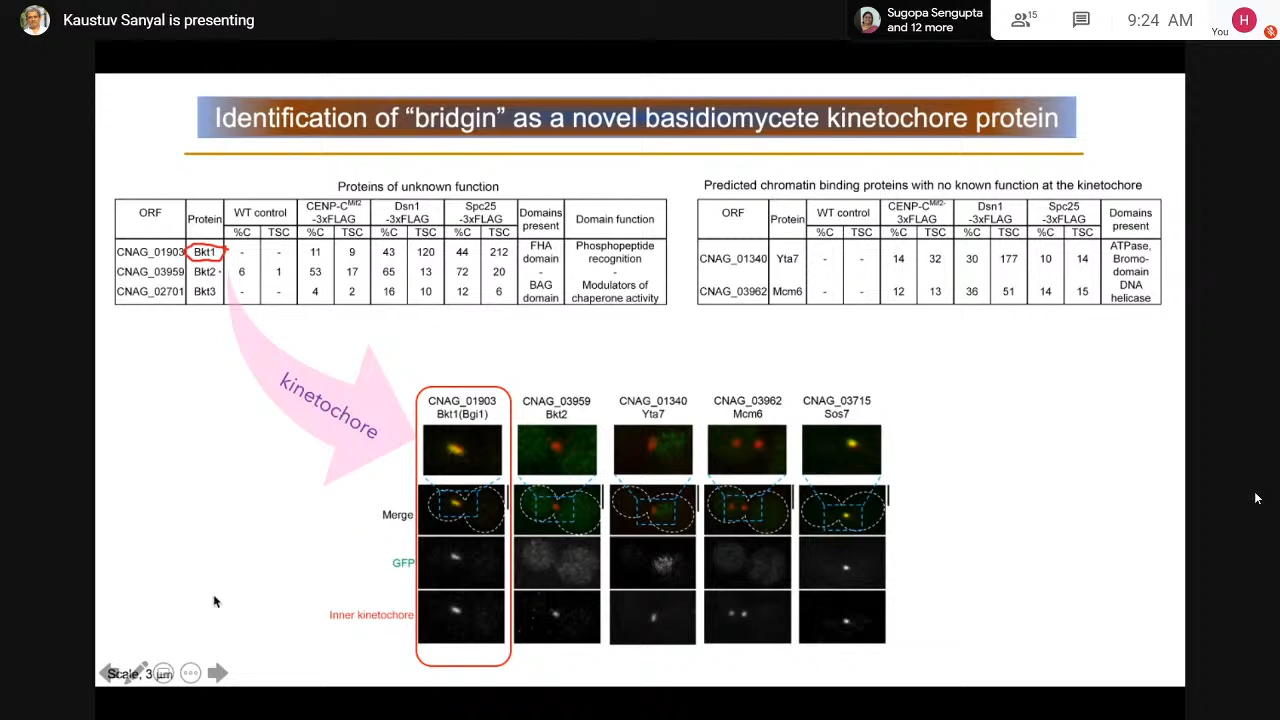 Kaustuv Sanyal is presenting
Sugopa Sengupta
and 12 more
15
9:24 AM
You
H
Identification of “bridgin” as a novel basidiomycete kinetochore protein
Proteins of unknown function
ORF Protein WT control CENP-C^Mif2 -3xFLAG Dsn1 -3xFLAG Spc25 -3xFLAG Domains present Domain function
%C TSC %C TSC %C TSC %C TSC
CNAG_01903 Bkt1 - - 11 9 43 120 44 212 FHA domain Phosphopeptide recognition
CNAG_03959 Bkt2 6 1 53 17 65 13 72 20 - -
CNAG_02701 Bkt3 - - 4 2 16 10 12 6 BAG domain Modulators of chaperone activity
Predicted chromatin binding proteins with no known function at the kinetochore
ORF Protein WT control CENP-C^Mif2- 3xFLAG Dsn1 -3xFLAG Spc25 -3xFLAG Domains present
%C TSC %C TSC %C TSC %C TSC
CNAG_01340 Yta7 - - 14 32 30 177 10 14 ATPase, Bromo-domain
CNAG_03962 Mcm6 - - 12 13 36 51 14 15 DNA helicase
kinetochore
CNAG_01903 CNAG_03959 CNAG_01340 CNAG_03962 CNAG_03715
Bkt1(Bgi1) Bkt2 Yta7 Mcm6 Sos7
Merge
GFP
Inner kinetochore
Scale, 3 μm